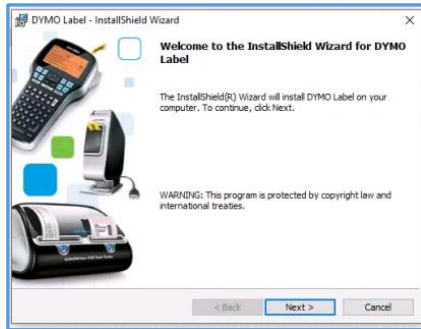 DYMO Label - InstallShield Wizard
Welcome to the InstallShield Wizard for DYMO
Label
The InstallShield(R) Wizard will install DYMO Label on your
computer. To continue, click Next.
WARNING: This program is protected by copyright law and
international treaties.
< Back
Next >
Cancel